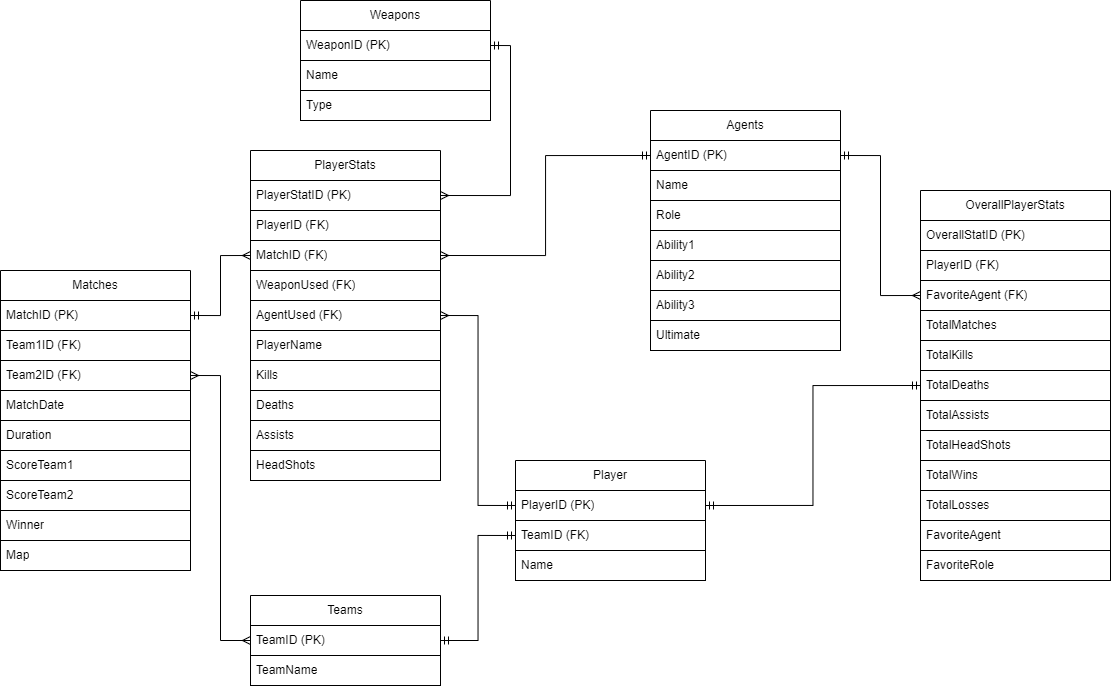 Weapons
WeaponID (PK)
Name
Type
PlayerStats
PlayerStatID (PK)
PlayerID (FK)
MatchID (FK)
WeaponUsed (FK)
AgentUsed (FK)
PlayerName
Kills
Deaths
Assists
HeadShots
Agents
AgentID (PK)
Name
Role
Ability1
Ability2
Ability3
Ultimate
OverallPlayerStats
OverallStatID (PK)
PlayerID (FK)
FavoriteAgent (FK)
TotalMatches
TotalKills
TotalDeaths
TotalAssists
TotalHeadShots
TotalWins
TotalLosses
FavoriteAgent
FavoriteRole
Matches
MatchID (PK)
Team1ID (FK)
Team2ID (FK)
MatchDate
Duration
ScoreTeam1
ScoreTeam2
Winner
Map
Player
PlayerID (PK)
TeamID (FK)
Name
Teams
TeamID (PK)
TeamName